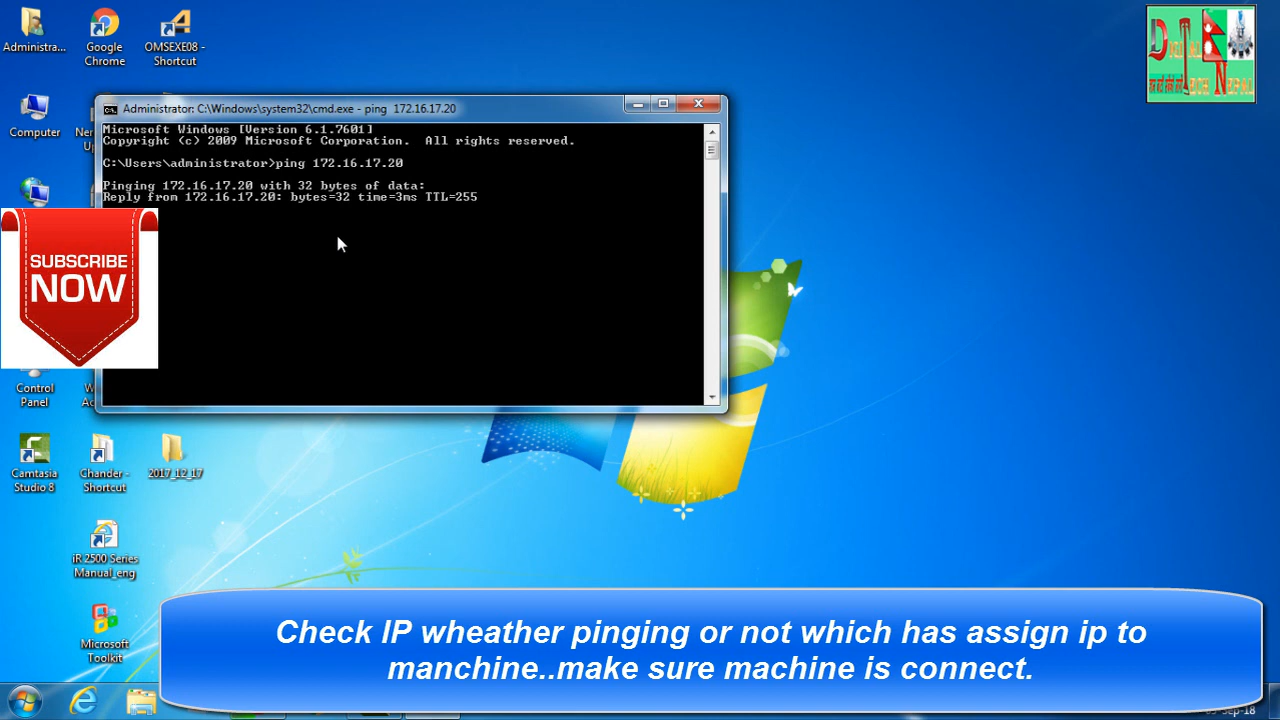 Administra...
Google
Chrome
OMSEXE08 -
Shortcut
Computer
Administrator: C:\Windows\system32\cmd.exe - ping 172.16.17.20
Microsoft Windows [Version 6.1.7601]
Copyright (c) 2009 Microsoft Corporation. All rights reserved.
C:\Users\administrator>ping 172.16.17.20
Pinging 172.16.17.20 with 32 bytes of data:
Reply from 172.16.17.20: bytes=32 time=3ms TTL=255
SUBSCRIBE
NOW
Control
Panel
Camtasia
Studio 8
Chander -
Shortcut
2017_12_17
iR 2500 Series
Manual_eng
Microsoft
Toolkit
Check IP wheather pinging or not which has assign ip to
manchine..make sure machine is connect.